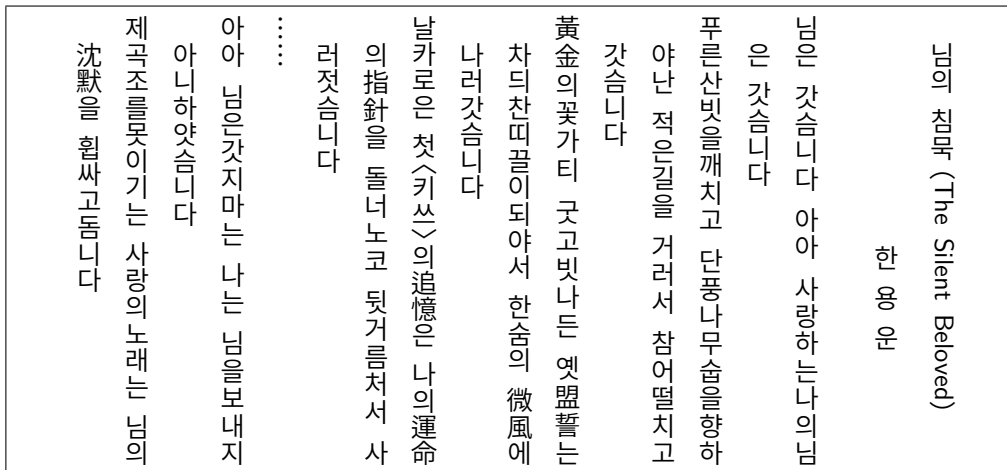 님의 침묵 (The Silent Beloved)
한 용 운
님은 갓슴니다 아아 사랑하는나의님
은 갓슴니다
푸른산빗을깨치고 단풍나무숩을향하
야난 적은길을 거러서 참어떨치고
갓슴니다
黃金의꽃가티 굿고빗나든 옛盟誓는
차듸찬띠끌이되야서 한숨의 微風에
나러갓슴니다
날카로은 첫〈키쓰〉의追憶은 나의運命
의指針을 돌너노코 뒷거름처서 사
러젓슴니다
……
아아 님은갓지마는 나는 님을보내지
아니하얏슴니다
제곡조를못이기는 사랑의노래는 님의
沈默을 휩싸고돔니다